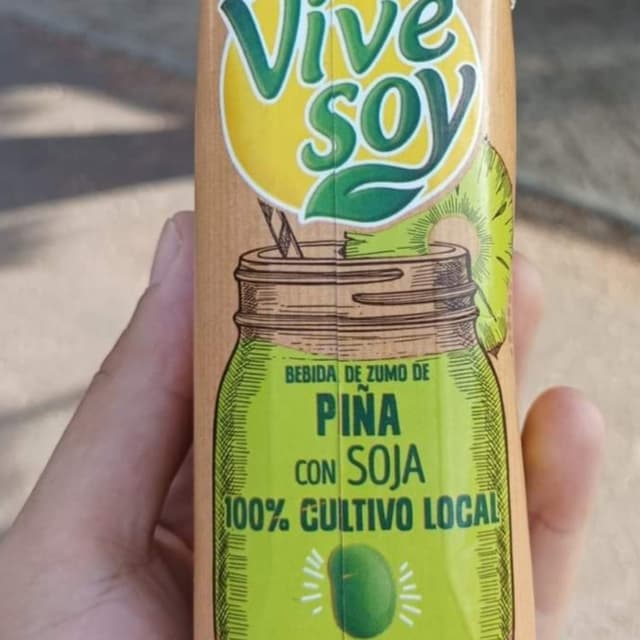 Vive
soy
BEBIDA DE ZUMO DE
PIÑA
CON SOJA
100% CULTIVO LOCAL